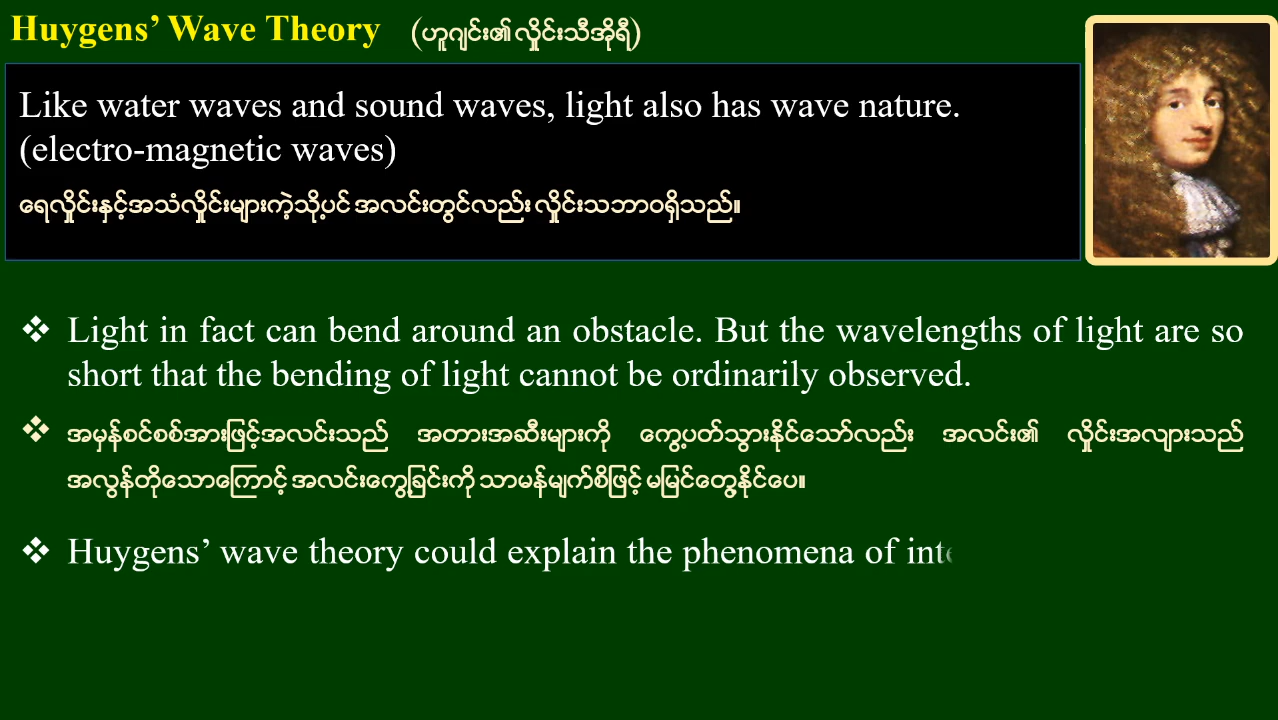 Huygens’ Wave Theory (ဟူဂျင်း၏လှိုင်းသီအိုရီ)
Like water waves and sound waves, light also has wave nature.
(electro-magnetic waves)
ရေလှိုင်းနှင့်အသံလှိုင်းများကဲ့သို့ပင် အလင်းတွင်လည်း လှိုင်းသဘာဝရှိသည်။
❖ Light in fact can bend around an obstacle. But the wavelengths of light are so
short that the bending of light cannot be ordinarily observed.
❖ အမှန်စင်စစ်အားဖြင့်အလင်းသည် အတားအဆီးများကို ကွေ့ပတ်သွားနိုင်သော်လည်း အလင်း၏ လှိုင်းအလျားသည်
အလွန်တိုသောကြောင့် အလင်းကွေ့ခြင်းကို သာမန်မျက်စိဖြင့် မမြင်တွေ့နိုင်ပေ။
❖ Huygens’ wave theory could explain the phenomena of